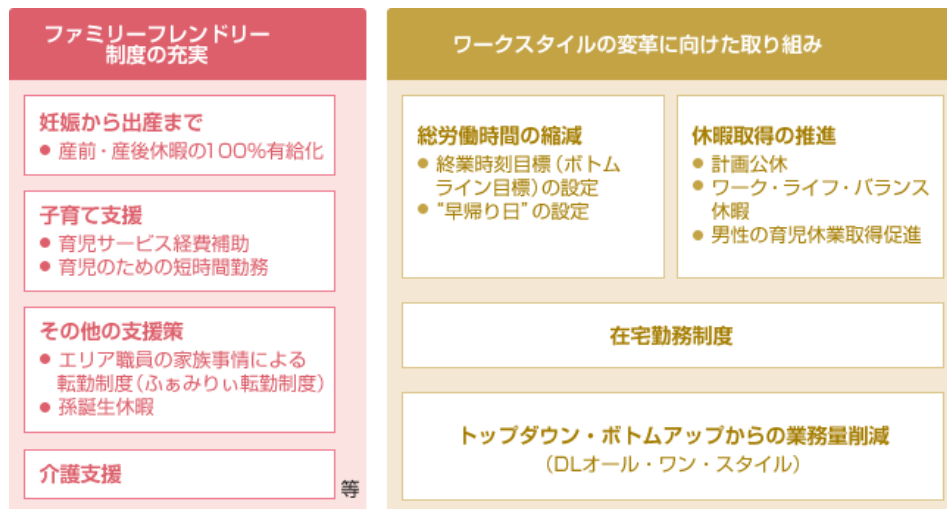 ファミリーフレンドリー
制度の充実
妊娠から出産まで
● 産前・産後休暇の100%有給化
子育て支援
● 育児サービス経費補助
● 育児のための短時間勤務
その他の支援策
● エリア職員の家族事情による
転勤制度(ふぁみりぃ転勤制度)
● 孫誕生休暇
介護支援
等
ワークスタイルの変革に向けた取り組み
総労働時間の縮減
● 終業時刻目標(ボトム
ライン目標)の設定
● “早帰り日”の設定
休暇取得の推進
● 計画公休
● ワーク・ライフ・バランス
休暇
● 男性の育児休業取得促進
在宅勤務制度
トップダウン・ボトムアップからの業務量削減
(DLオール・ワン・スタイル)